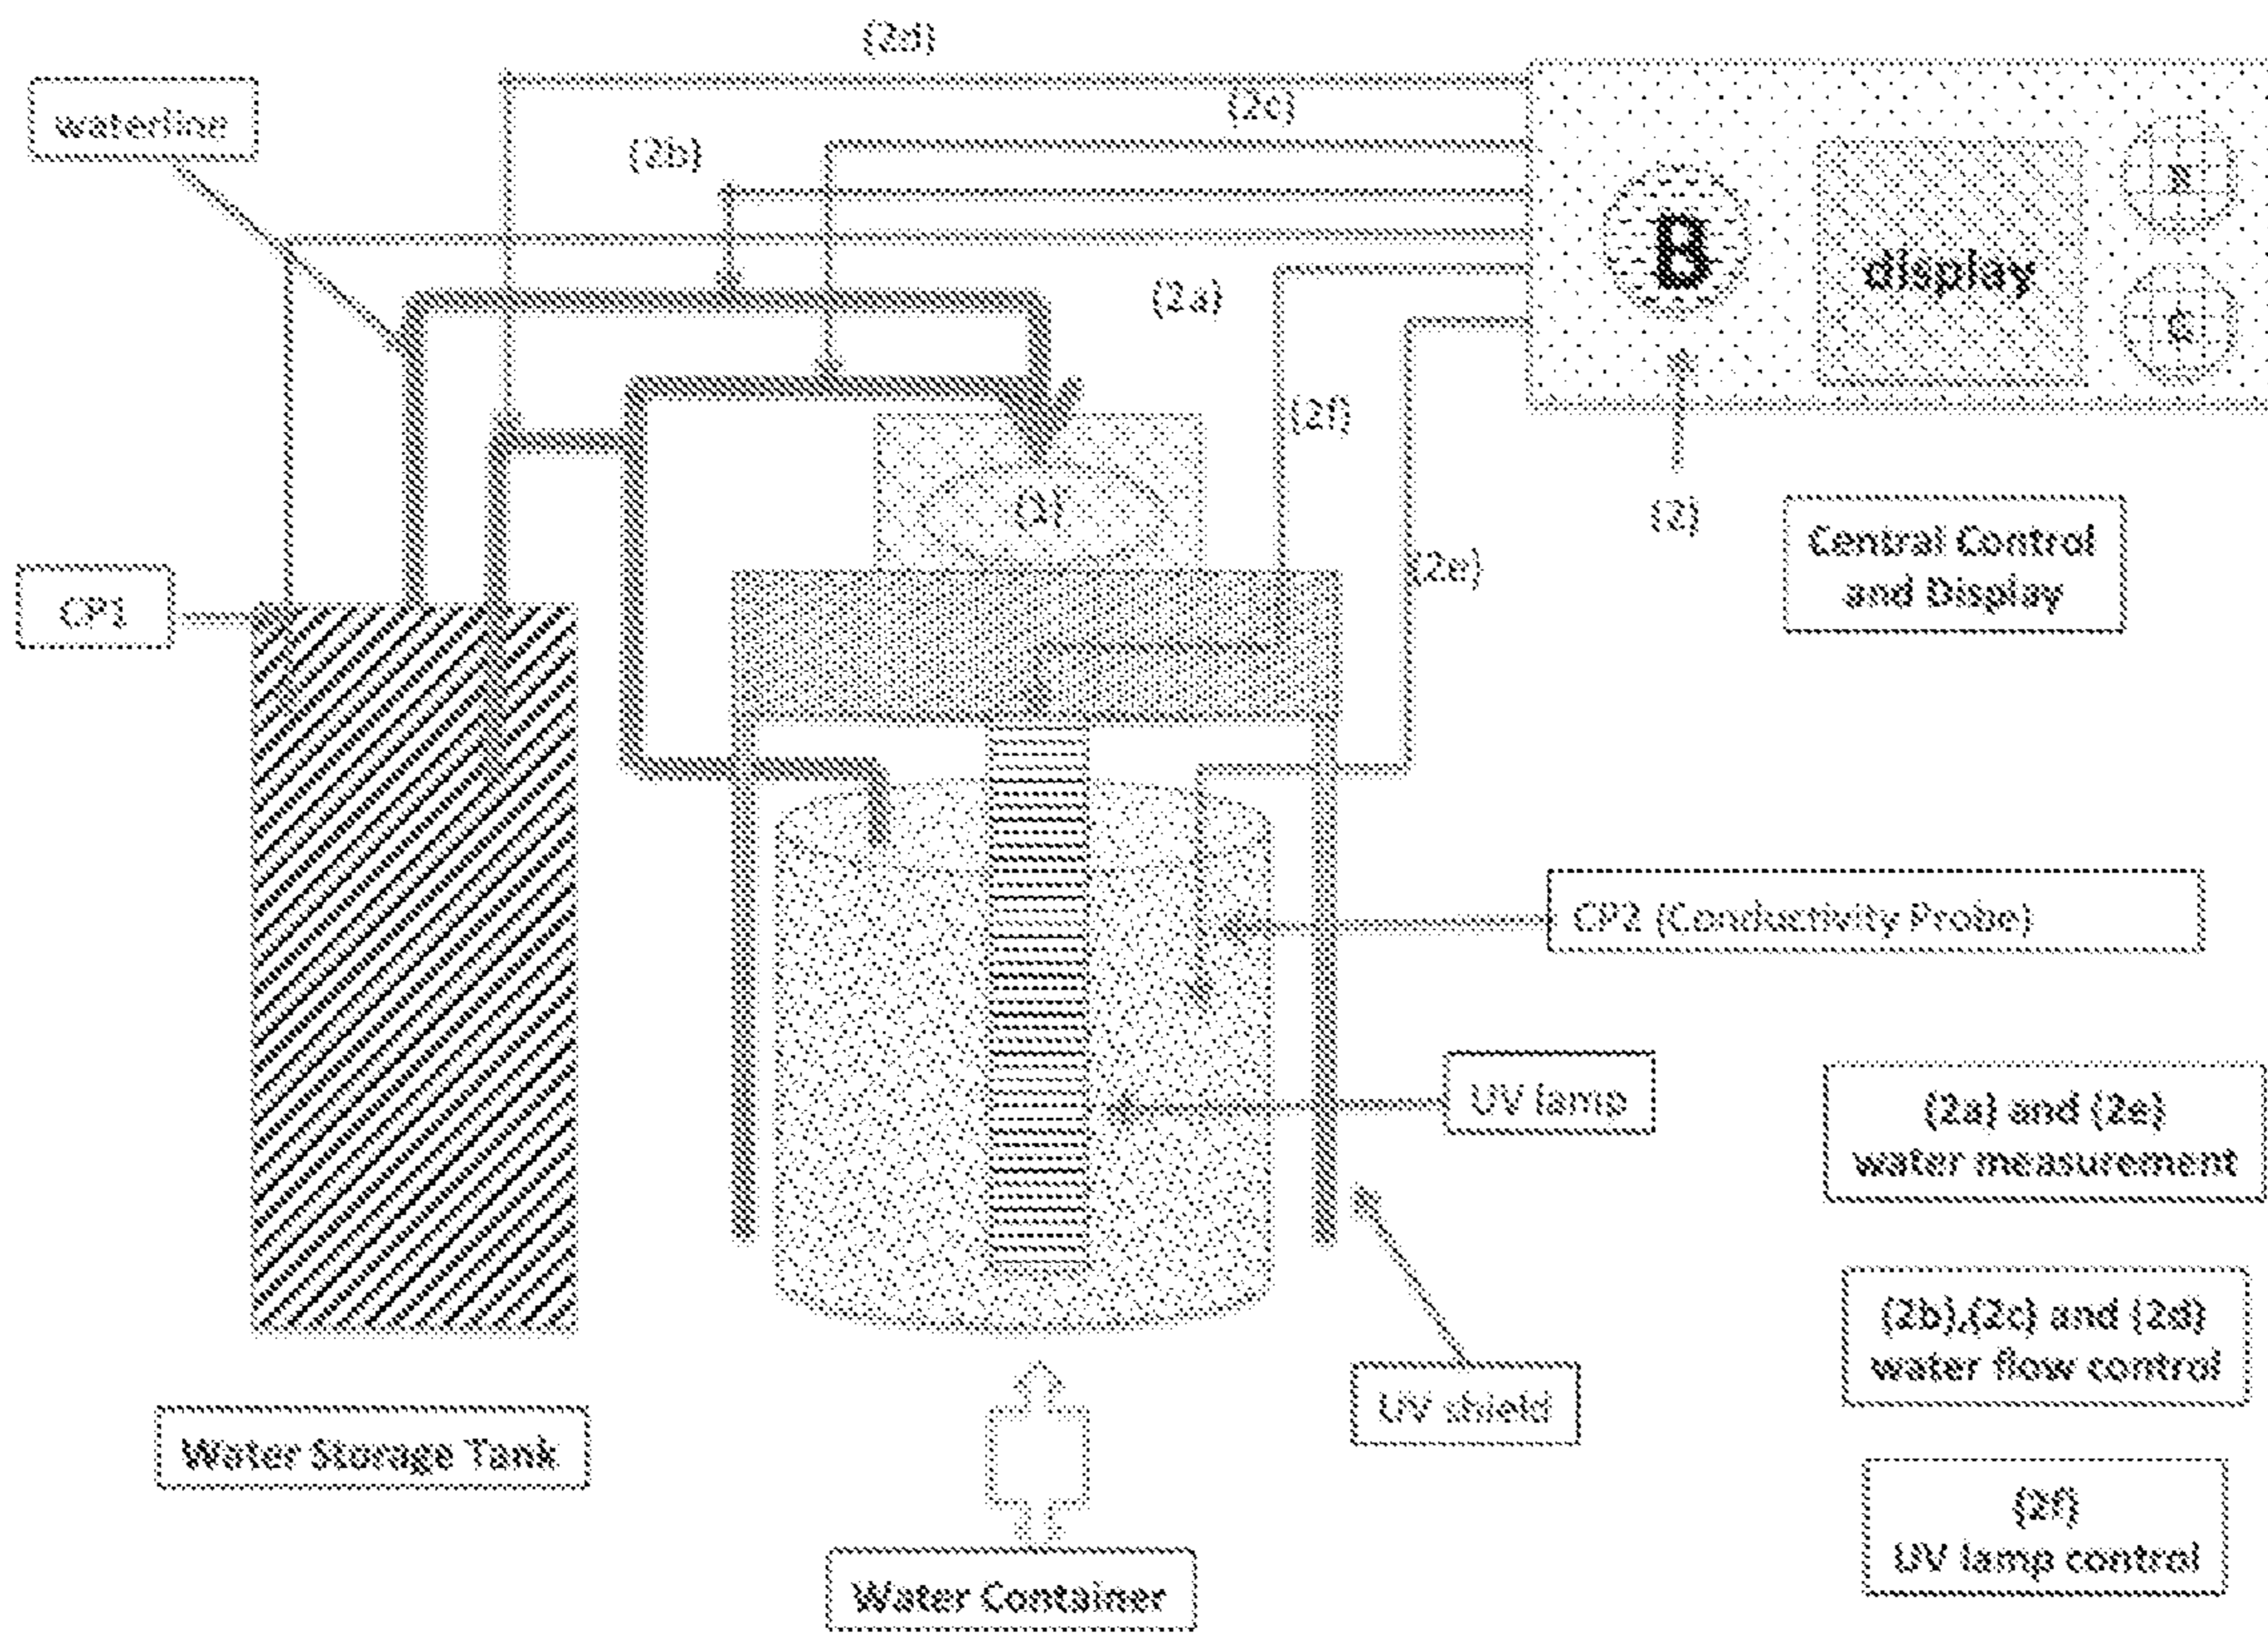 (2d)
waterline
(2c)
(2b)
B
display
(2a)
(2f)
(1)
(2)
Central Control
and Display
(2e)
CP1
CP2 (Conductivity Probe)
UV lamp
(2a) and (2e)
water measurement
(2b),(2c) and (2d)
water flow control
UV shield
Water Storage Tank
(2f)
UV lamp control
Water Container